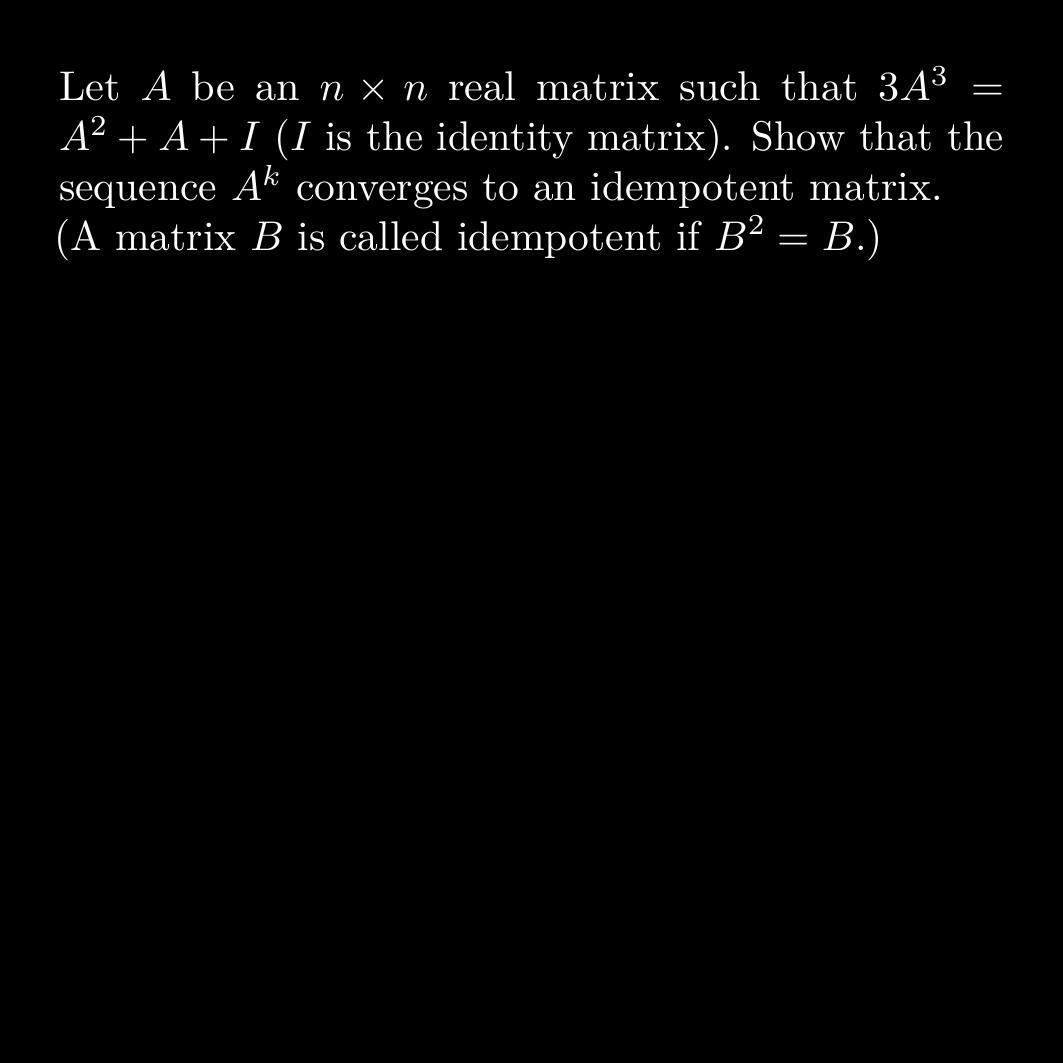 Let A be an n × n real matrix such that 3A³ =
A² + A + I (I is the identity matrix). Show that the
sequence Aᵏ converges to an idempotent matrix.
(A matrix B is called idempotent if B² = B.)